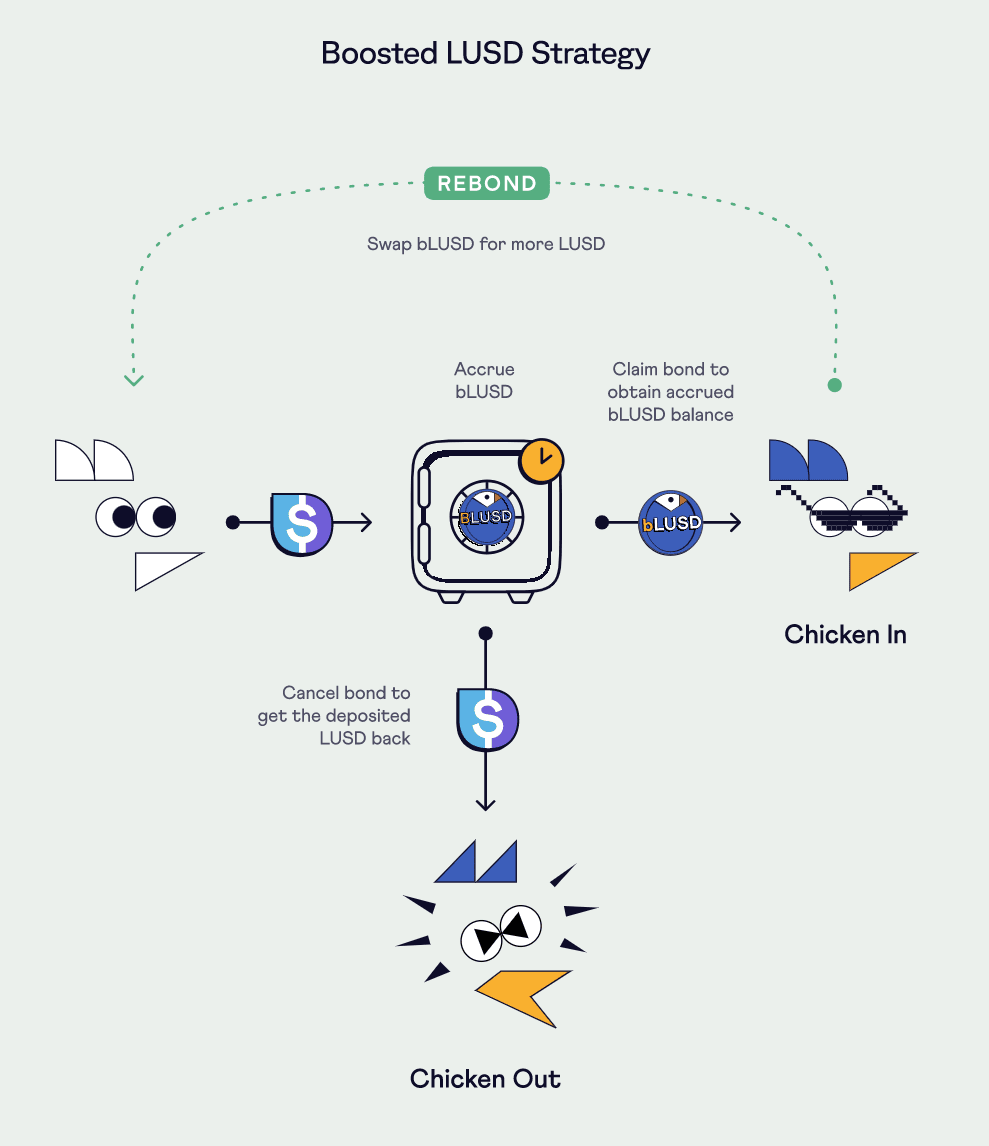 Boosted LUSD Strategy
REBOND
Swap bLUSD for more LUSD
Accrue
bLUSD
Claim bond to
obtain accrued
bLUSD balance
$
BLUSD
bLUSD
Chicken In
Cancel bond to
get the deposited
LUSD back
$
Chicken Out